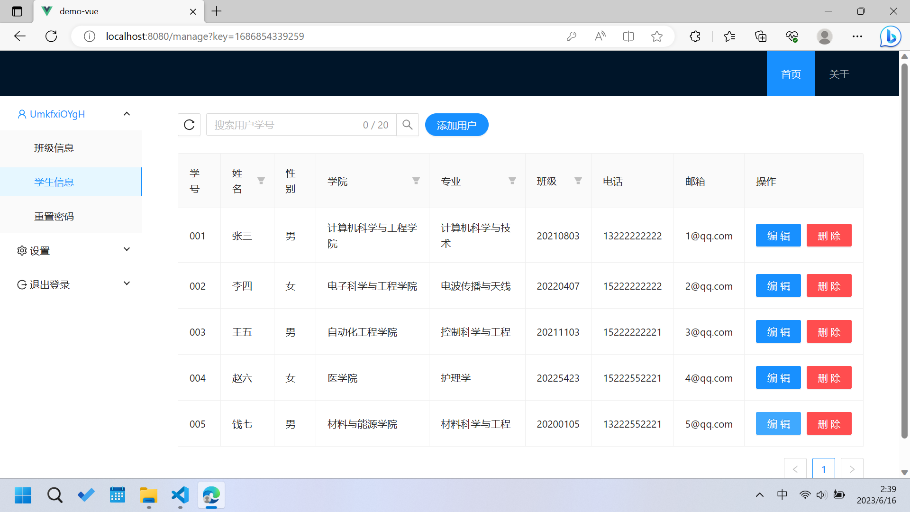 demo-vue
localhost:8080/manage?key=1686854339259
首页
关于
UmkfxiOYgH
班级信息
学生信息
重置密码
设置
退出登录
搜索用户学号
0 / 20
添加用户
学号 姓名 性别 学院 专业 班级 电话 邮箱 操作
001 张三 男 计算机科学与工程学院 计算机科学与技术 20210803 13222222222 1@qq.com 编 辑 删 除
002 李四 女 电子科学与工程学院 电波传播与天线 20220407 15222222222 2@qq.com 编 辑 删 除
003 王五 男 自动化工程学院 控制科学与工程 20211103 15222222221 3@qq.com 编 辑 删 除
004 赵六 女 医学院 护理学 20225423 15222552221 4@qq.com 编 辑 删 除
005 钱七 男 材料与能源学院 材料科学与工程 20200105 13222552221 5@qq.com 编 辑 删 除
1
中
2:39
2023/6/16